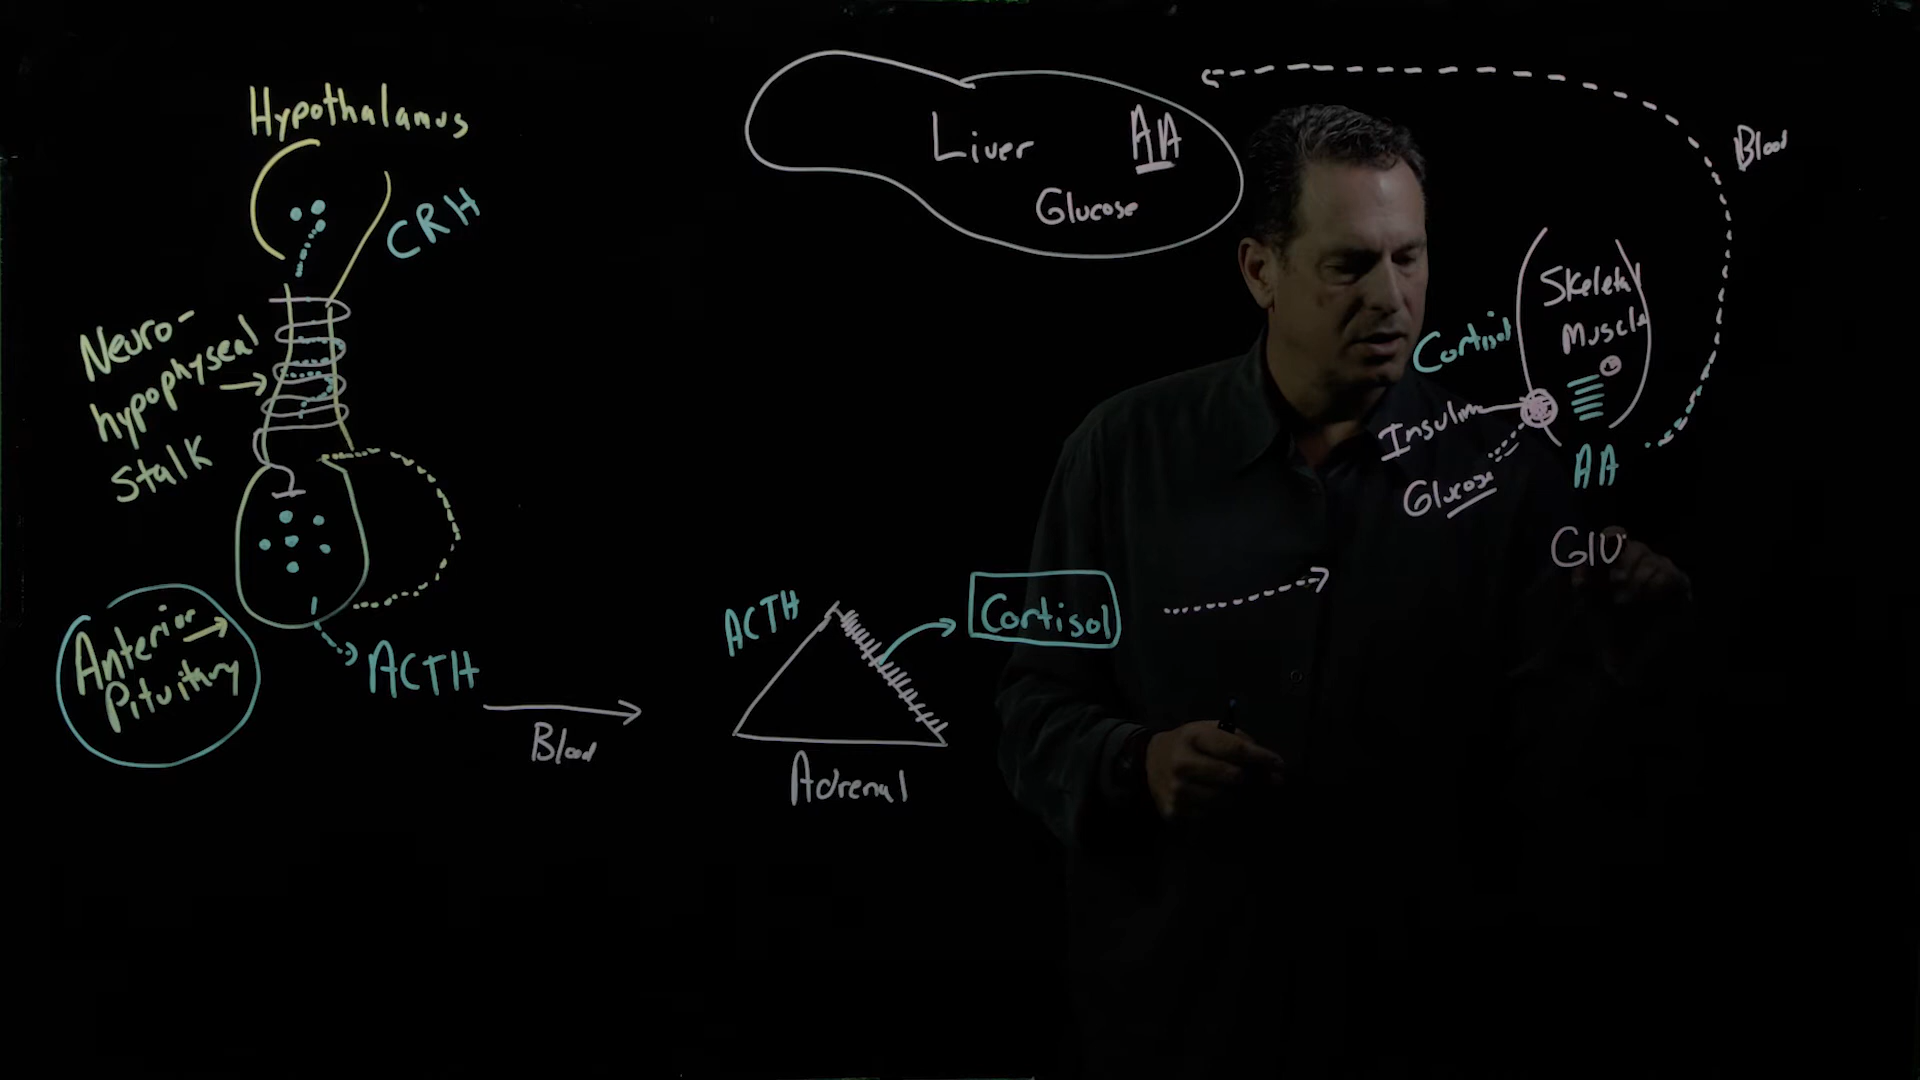 Hypothalamus
CRH
Neuro-
hypophyseal
Stalk
Anterior
Pituitary
ACTH
Blood
ACTH
Adrenal
Cortisol
Liver
AA
Glucose
Blood
Skeletal
Muscle
Cortisol
Insulin
Glucose
AA
GlU